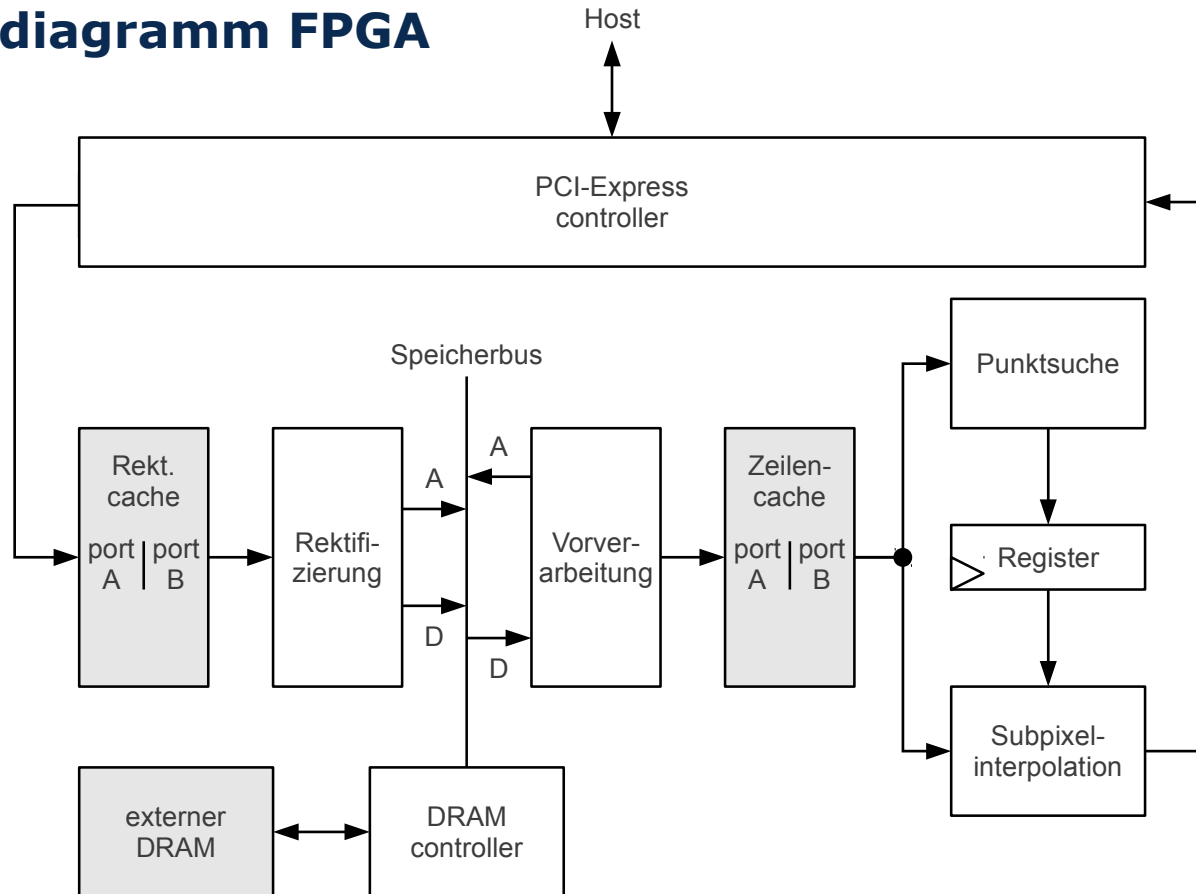 diagramm FPGA
Host
PCI-Express
controller
Speicherbus
Punktsuche
Rekt.
cache
port
A
port
B
Rektifi-
zierung
A
D
A
D
Vorver-
arbeitung
Zeilen-
cache
port
A
port
B
Register
Subpixel-
interpolation
externer
DRAM
DRAM
controller